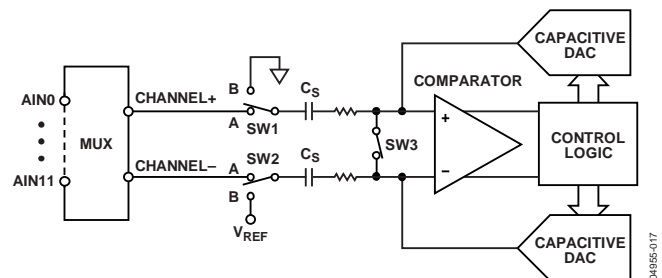 CAPACITIVE
DAC
B
CHANNEL+
CS
COMPARATOR
AIN0
A
SW1
+
MUX
SW3
CONTROL
LOGIC
CHANNEL–
A
SW2
CS
–
AIN11
B
VREF
CAPACITIVE
DAC
04955-017